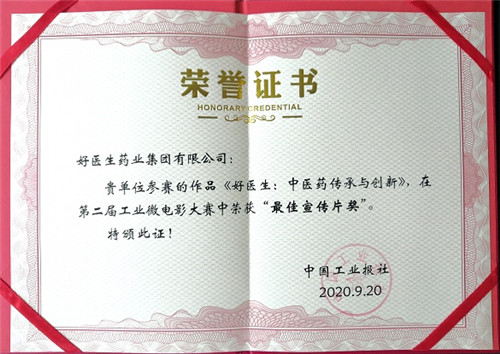 荣誉证书
HONORARY CREDENTIAL
好医生药业集团有限公司：
贵单位参赛的作品《好医生：中医药传承与创新》，在
第二届工业微电影大赛中荣获“最佳宣传片奖”。
特颁此证！
中国工业报社
2020.9.20